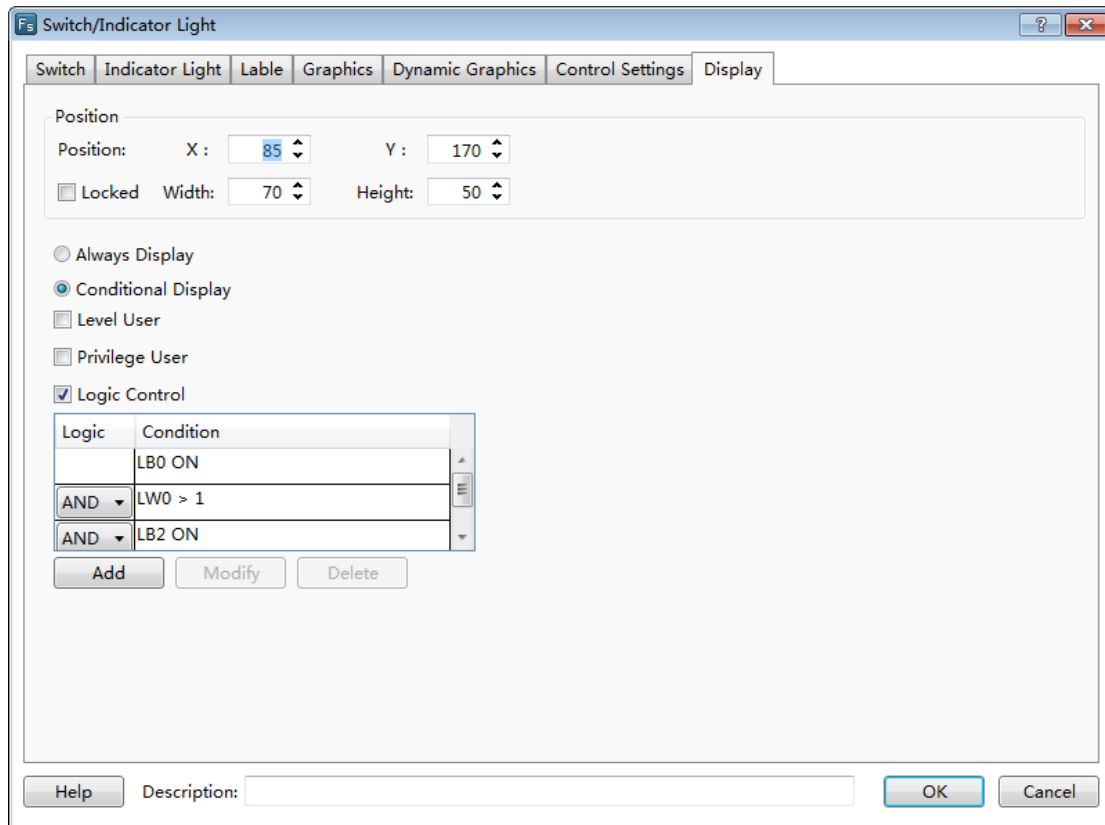 Fs Switch/Indicator Light ?
Switch Indicator Light Lable Graphics Dynamic Graphics Control Settings Display
Position
Position: X : 85 Y : 170
Locked Width: 70 Height: 50
Always Display
Conditional Display
Level User
Privilege User
Logic Control
Logic Condition
LB0 ON
AND LW0 > 1
AND LB2 ON
Add Modify Delete
Help Description: OK Cancel